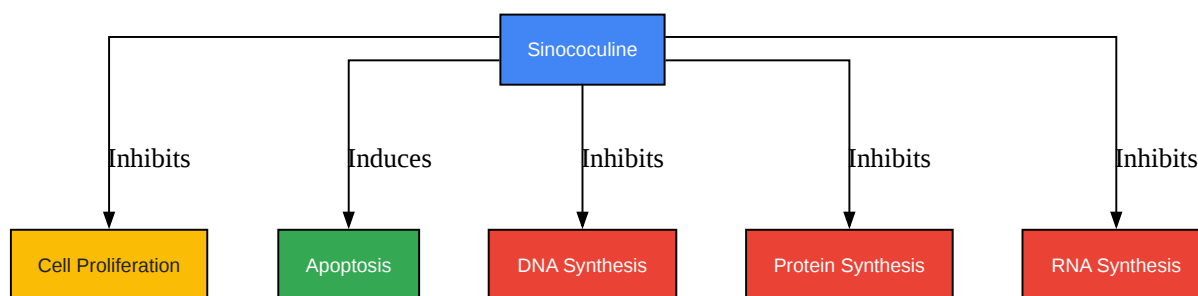 Sinococuline
Inhibits
Induces
Inhibits
Inhibits
Inhibits
Cell Proliferation
Apoptosis
DNA Synthesis
Protein Synthesis
RNA Synthesis